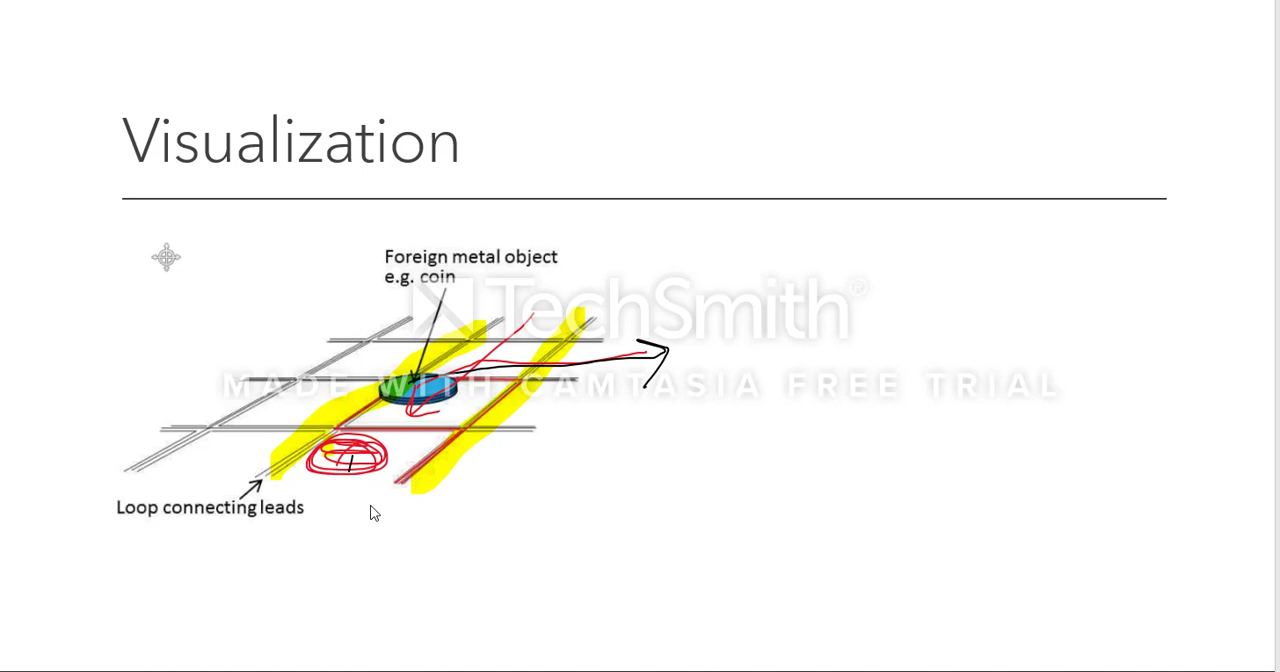 Visualization
Foreign metal object
e.g. coin
TechSmith®
MADE WITH CAMTASIA FREE TRIAL
Loop connecting leads